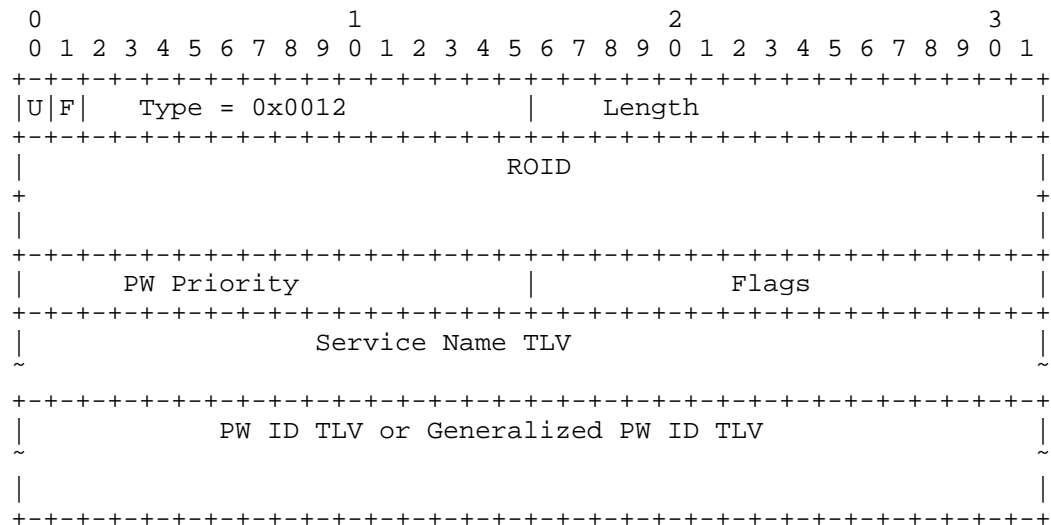 0                   1                   2                   3
 0 1 2 3 4 5 6 7 8 9 0 1 2 3 4 5 6 7 8 9 0 1 2 3 4 5 6 7 8 9 0 1
+-+-+-+-+-+-+-+-+-+-+-+-+-+-+-+-+-+-+-+-+-+-+-+-+-+-+-+-+-+-+-+-+
|U|F|   Type = 0x0012           |    Length                     |
+-+-+-+-+-+-+-+-+-+-+-+-+-+-+-+-+-+-+-+-+-+-+-+-+-+-+-+-+-+-+-+-+
|                              ROID                             |
+                                                               +
|                                                               |
+-+-+-+-+-+-+-+-+-+-+-+-+-+-+-+-+-+-+-+-+-+-+-+-+-+-+-+-+-+-+-+-+
|      PW Priority              |            Flags              |
+-+-+-+-+-+-+-+-+-+-+-+-+-+-+-+-+-+-+-+-+-+-+-+-+-+-+-+-+-+-+-+-+
|                  Service Name TLV                             |
~                                                               ~
+-+-+-+-+-+-+-+-+-+-+-+-+-+-+-+-+-+-+-+-+-+-+-+-+-+-+-+-+-+-+-+-+
|            PW ID TLV or Generalized PW ID TLV                 |
~                                                               ~
|                                                               |
+-+-+-+-+-+-+-+-+-+-+-+-+-+-+-+-+-+-+-+-+-+-+-+-+-+-+-+-+-+-+-+-+